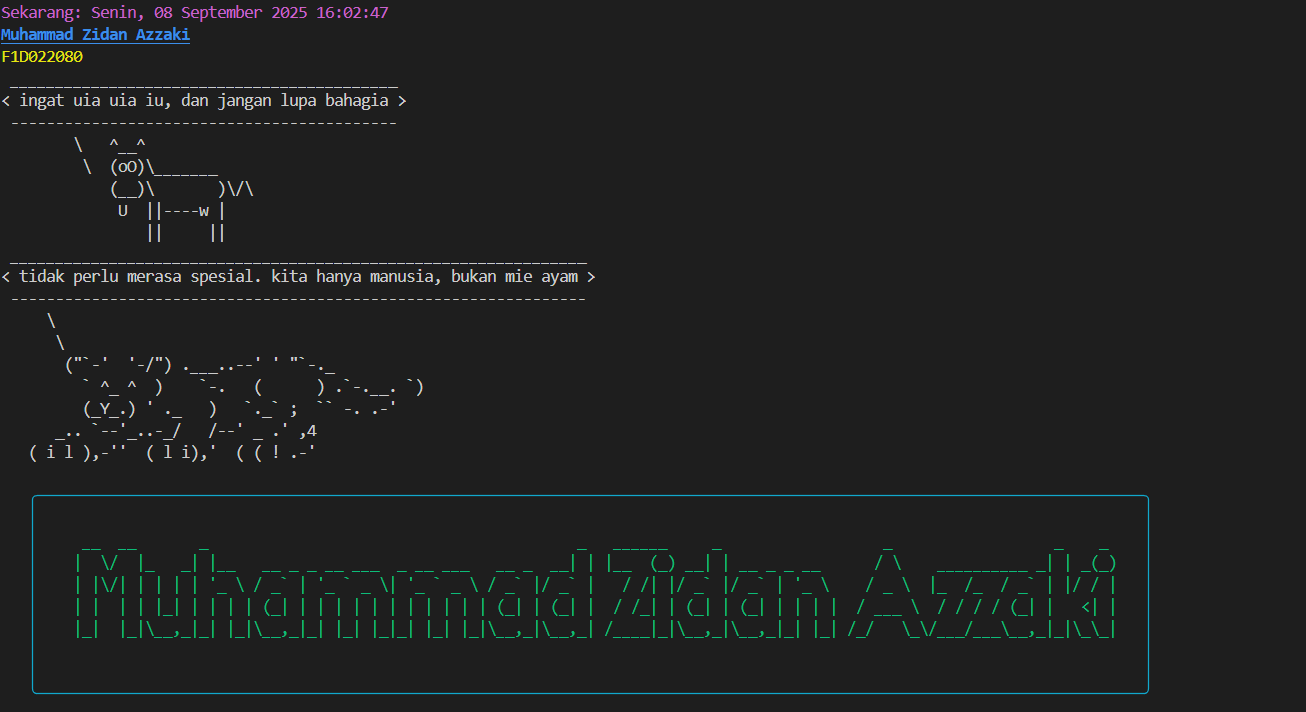 Sekarang: Senin, 08 September 2025 16:02:47
Muhammad Zidan Azzaki
F1D022080
< ingat uia uia iu, dan jangan lupa bahagia >
< tidak perlu merasa spesial. kita hanya manusia, bukan mie ayam >
Muhammad Zidan Azzaki